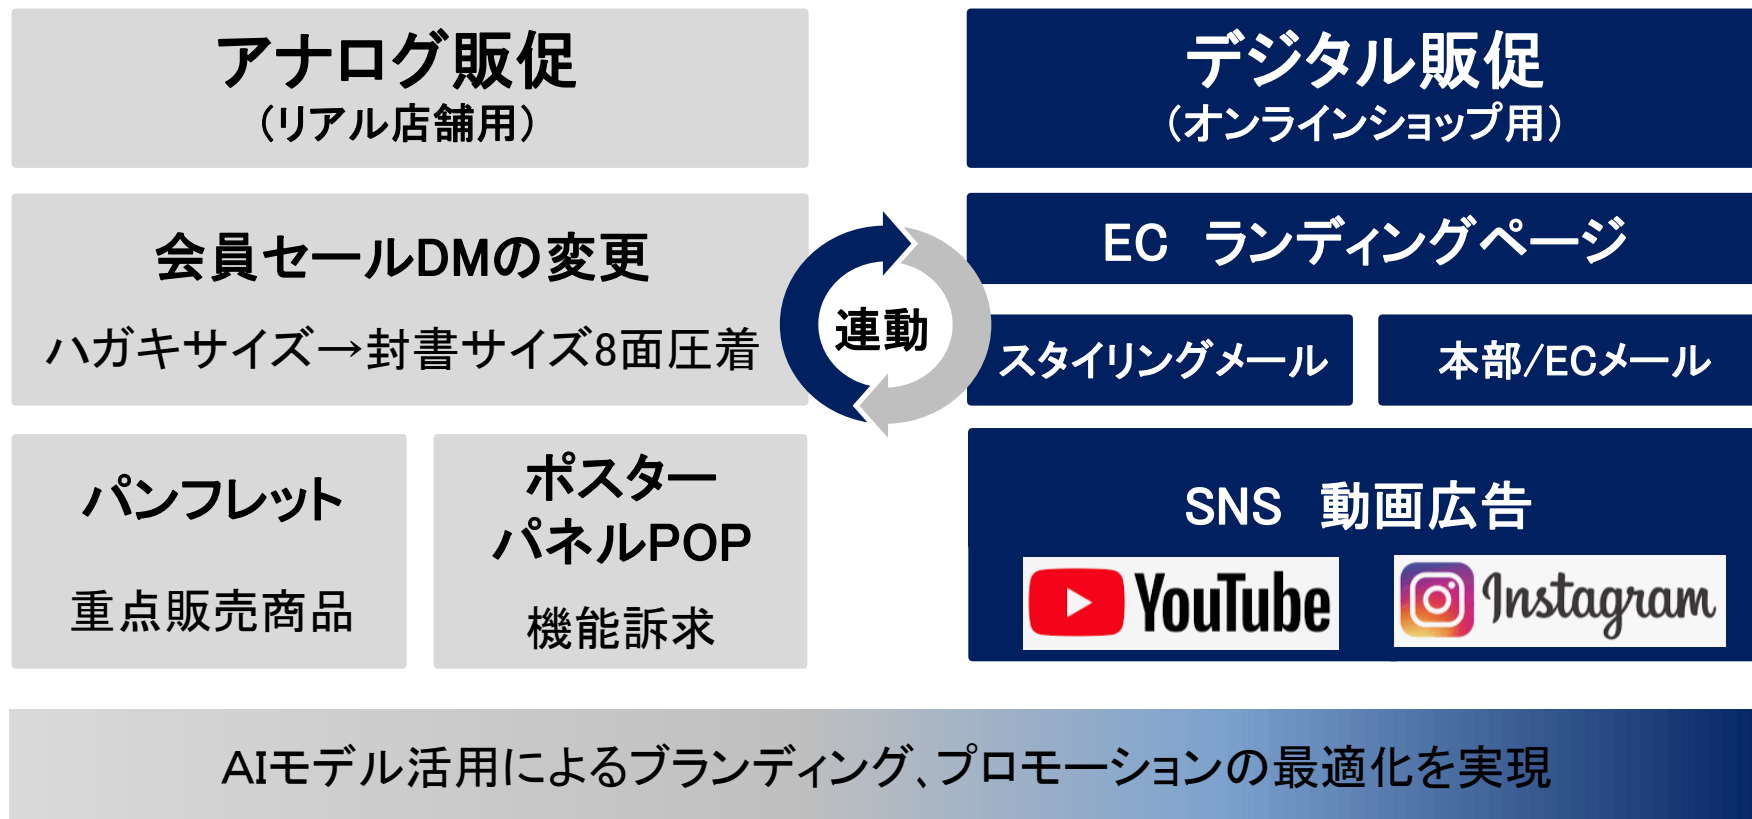 アナログ販促
（リアル店舗用）
会員セールDMの変更
ハガキサイズ→封書サイズ8面圧着
パンフレット
重点販売商品
ポスター
パネルPOP
機能訴求
連動
デジタル販促
（オンラインショップ用）
EC　ランディングページ
スタイリングメール
本部/ECメール
SNS　動画広告
YouTube
Instagram
AIモデル活用によるブランディング、プロモーションの最適化を実現